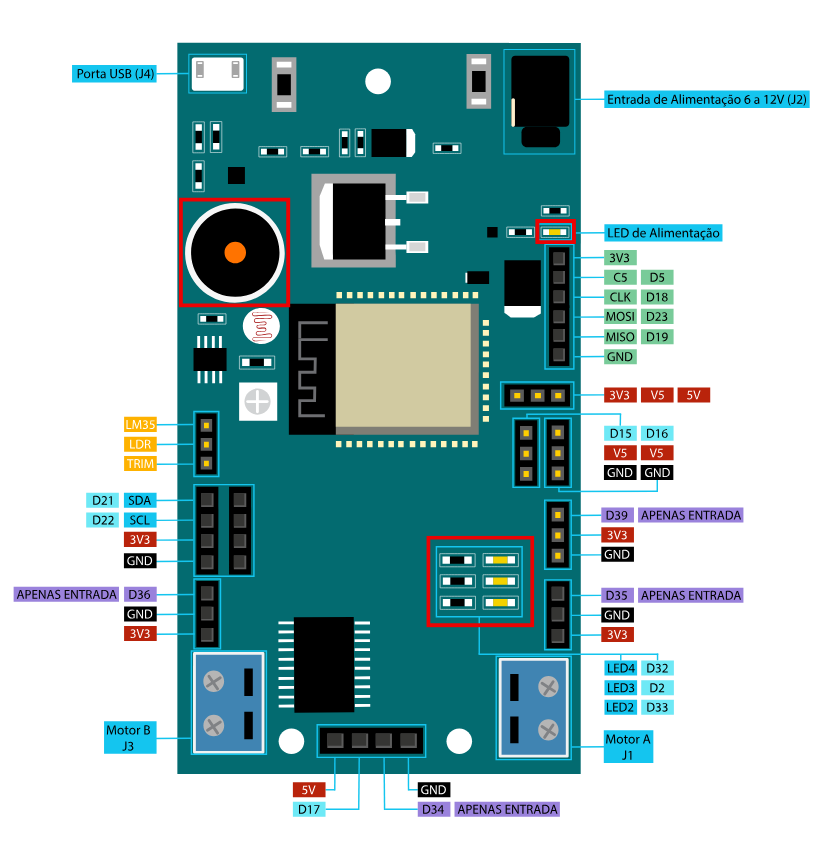 Porta USB (J4)
Entrada de Alimentação 6 a 12V (J2)
LED de Alimentação
3V3
C5 D5
CLK D18
MOSI D23
MISO D19
GND
3V3 V5 5V
D15 D16
V5 V5
GND GND
LM35
LDR
TRIM
D21 SDA
D22 SCL
3V3
GND
D39 APENAS ENTRADA
3V3
GND
APENAS ENTRADA D36
GND
3V3
D35 APENAS ENTRADA
GND
3V3
LED4 D32
LED3 D2
LED2 D33
Motor B
J3
Motor A
J1
5V
GND
D17
D34 APENAS ENTRADA